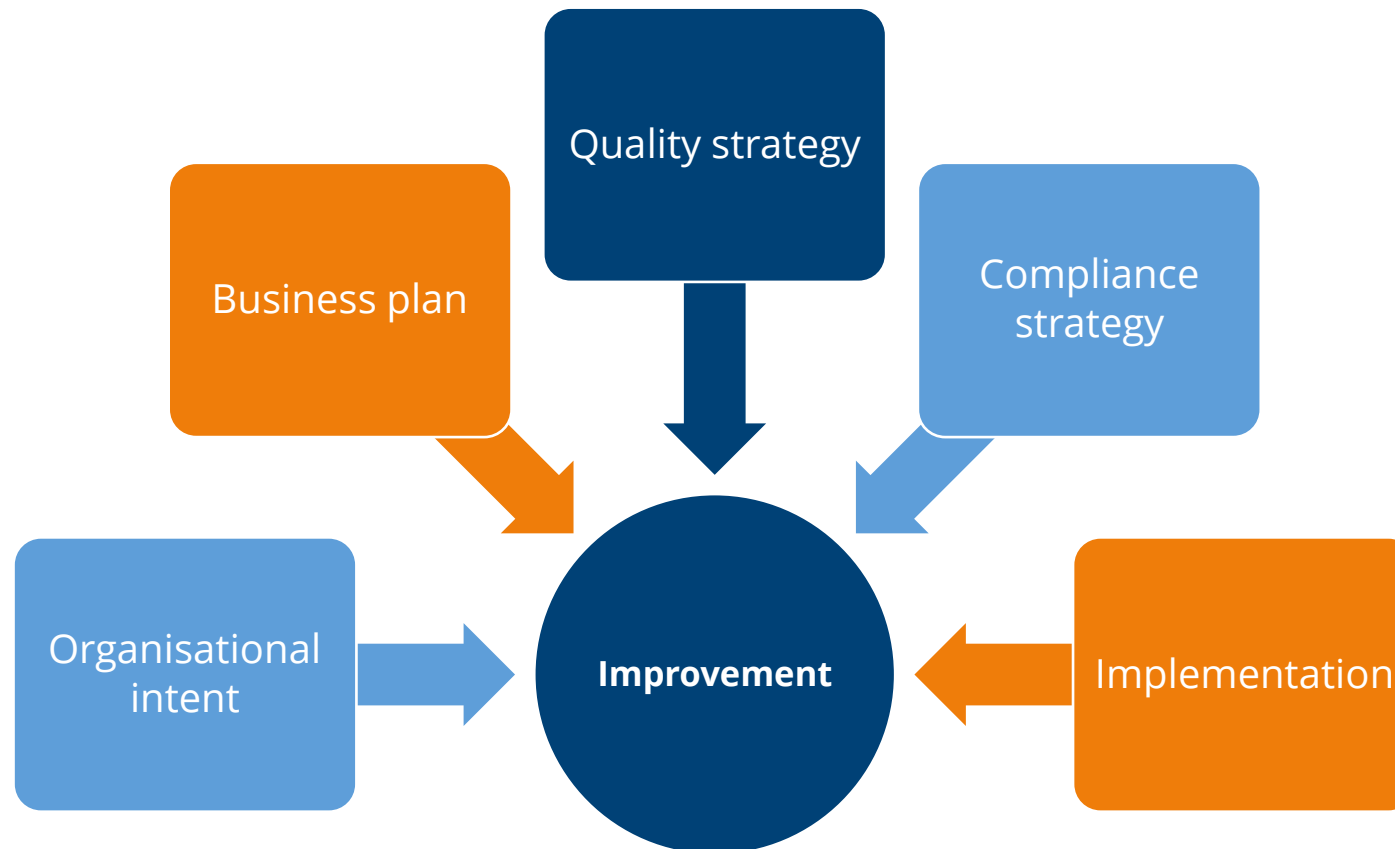 Quality strategy
Business plan
Compliance
strategy
Organisational
intent
Improvement
Implementation